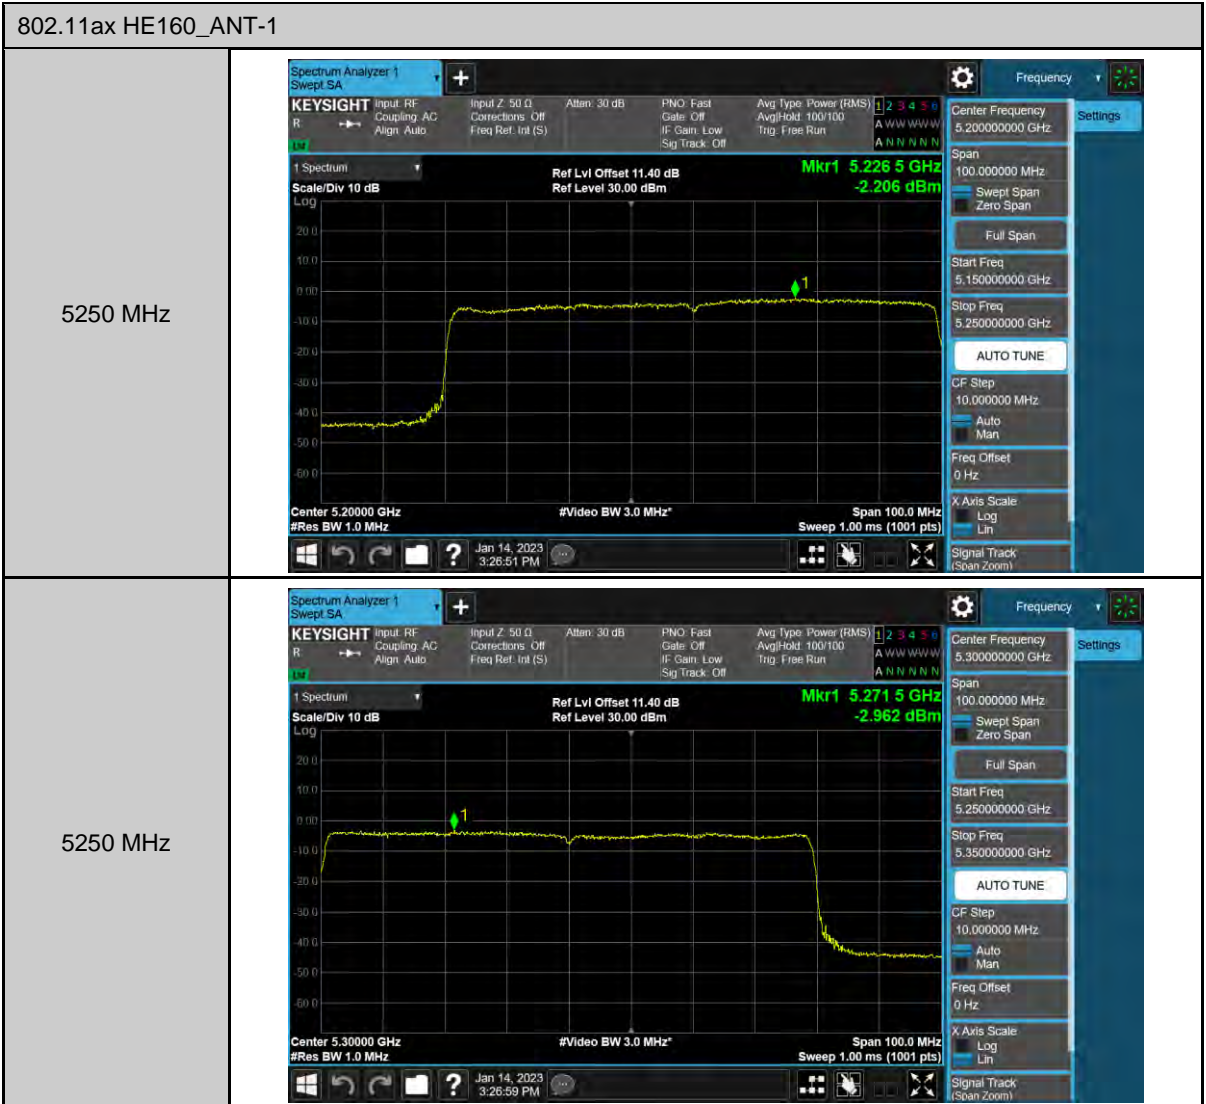 802.11ax HE160_ANT-1
5250 MHz
Spectrum Analyzer 1
Swept SA
Frequency
KEYSIGHT
R
Input: RF
Coupling: AC
Align: Auto
Input Z: 50 Ω
Corrections: Off
Freq Ref: Int (S)
Atten: 30 dB
PNO: Fast
Gate: Off
IF Gain: Low
Sig Track: Off
Avg Type: Power (RMS)
Avg|Hold: 100/100
Trig: Free Run
1 2 3 4 5 6
A W W W W W
A N N N N N
Settings
1 Spectrum
Scale/Div 10 dB
Log
Ref Lvl Offset 11.40 dB
Ref Level 30.00 dBm
Mkr1 5.226 5 GHz
-2.206 dBm
20.0
10.0
0.00
-10.0
-20.0
-30.0
-40.0
-50.0
-60.0
1
Center 5.20000 GHz
#Res BW 1.0 MHz
#Video BW 3.0 MHz*
Span 100.0 MHz
Sweep 1.00 ms (1001 pts)
Jan 14, 2023
3:26:51 PM
Center Frequency
5.200000000 GHz
Span
100.000000 MHz
Swept Span
Zero Span
Full Span
Start Freq
5.150000000 GHz
Stop Freq
5.250000000 GHz
AUTO TUNE
CF Step
10.000000 MHz
Auto
Man
Freq Offset
0 Hz
X Axis Scale
Log
Lin
Signal Track
(Span Zoom)
5250 MHz
Spectrum Analyzer 1
Swept SA
Frequency
KEYSIGHT
R
Input: RF
Coupling: AC
Align: Auto
Input Z: 50 Ω
Corrections: Off
Freq Ref: Int (S)
Atten: 30 dB
PNO: Fast
Gate: Off
IF Gain: Low
Sig Track: Off
Avg Type: Power (RMS)
Avg|Hold: 100/100
Trig: Free Run
1 2 3 4 5 6
A W W W W W
A N N N N N
Settings
1 Spectrum
Scale/Div 10 dB
Log
Ref Lvl Offset 11.40 dB
Ref Level 30.00 dBm
Mkr1 5.271 5 GHz
-2.962 dBm
20.0
10.0
0.00
-10.0
-20.0
-30.0
-40.0
-50.0
-60.0
1
Center 5.30000 GHz
#Res BW 1.0 MHz
#Video BW 3.0 MHz*
Span 100.0 MHz
Sweep 1.00 ms (1001 pts)
Jan 14, 2023
3:26:59 PM
Center Frequency
5.300000000 GHz
Span
100.000000 MHz
Swept Span
Zero Span
Full Span
Start Freq
5.250000000 GHz
Stop Freq
5.350000000 GHz
AUTO TUNE
CF Step
10.000000 MHz
Auto
Man
Freq Offset
0 Hz
X Axis Scale
Log
Lin
Signal Track
(Span Zoom)